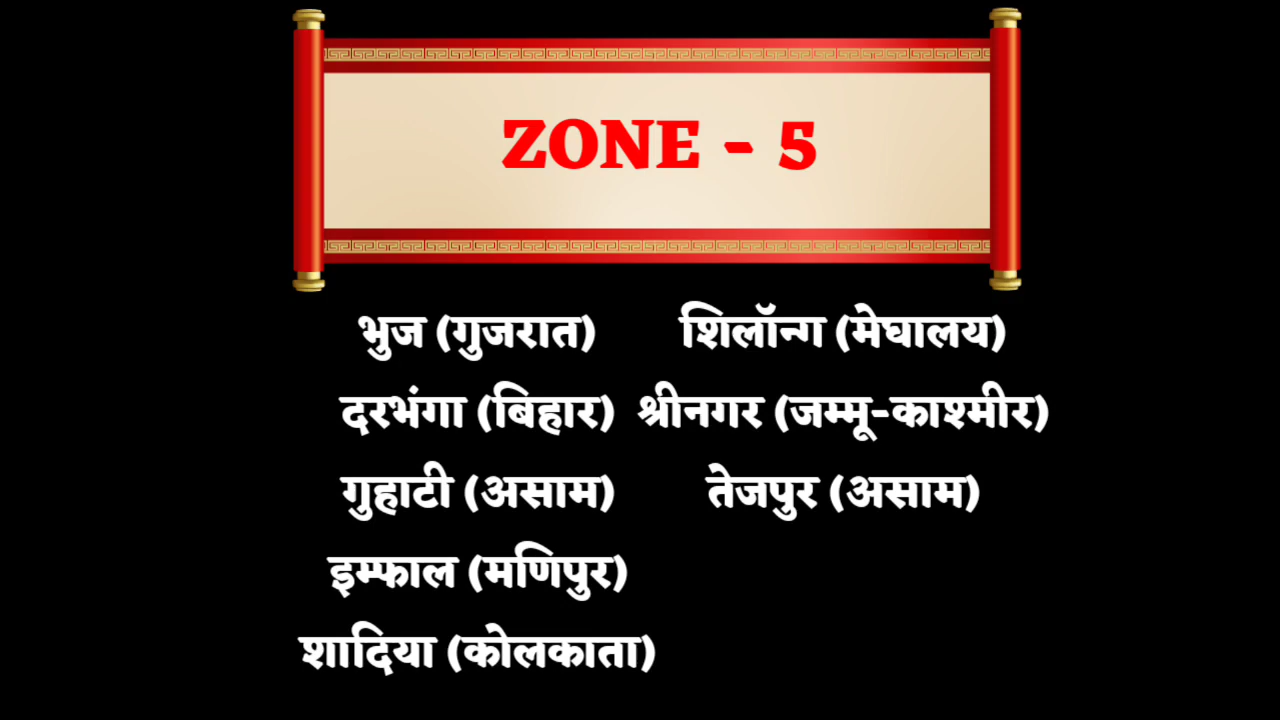 ZONE - 5
भुज (गुजरात)
दरभंगा (बिहार)
गुहाटी (असाम)
इम्फाल (मणिपुर)
शादिया (कोलकाता)
शिलॉन्ग (मेघालय)
श्रीनगर (जम्मू-काश्मीर)
तेजपुर (असाम)